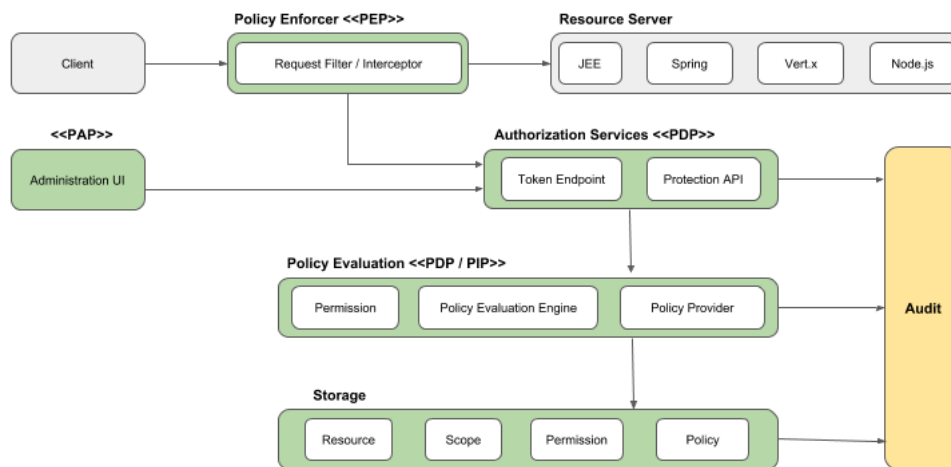 Policy Enforcer <<PEP>>
Resource Server
Client
Request Filter / Interceptor
JEE
Spring
Vert.x
Node.js
<<PAP>>
Authorization Services <<PDP>>
Administration UI
Token Endpoint
Protection API
Policy Evaluation <<PDP / PIP>>
Permission
Policy Evaluation Engine
Policy Provider
Audit
Storage
Resource
Scope
Permission
Policy